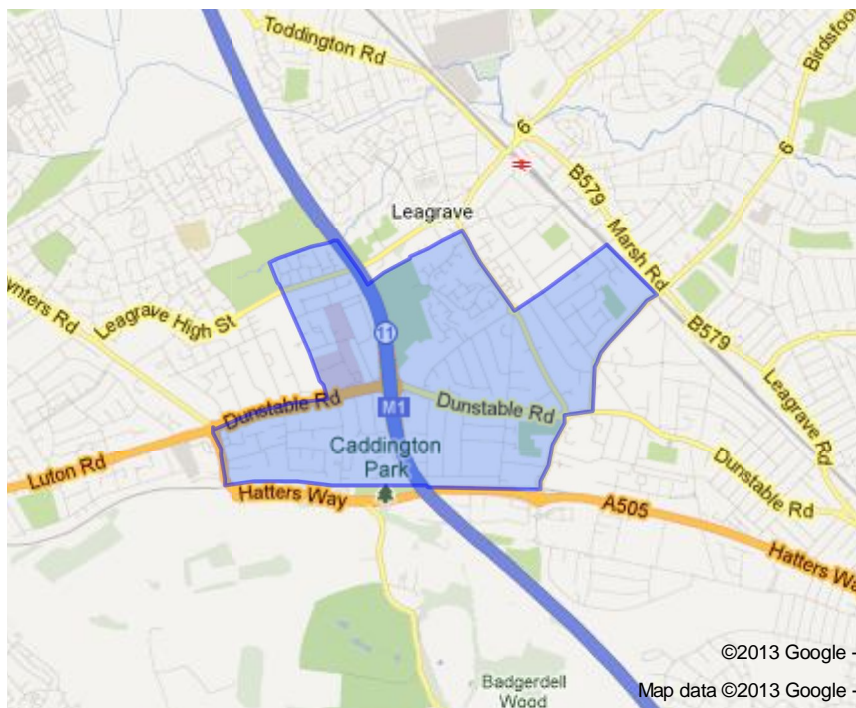 Toddington Rd
Birdsfoo
6
6
B579
Leagrave
Marsh Rd
ynters Rd
Leagrave High St
11
B579
M1
Dunstable Rd
Dunstable Rd
Leagrave Rd
Caddington
Park
Luton Rd
Dunstable Rd
Hatters Way
A505
Hatters Wa
©2013 Google -
Badgerdell
Wood
Map data ©2013 Google -